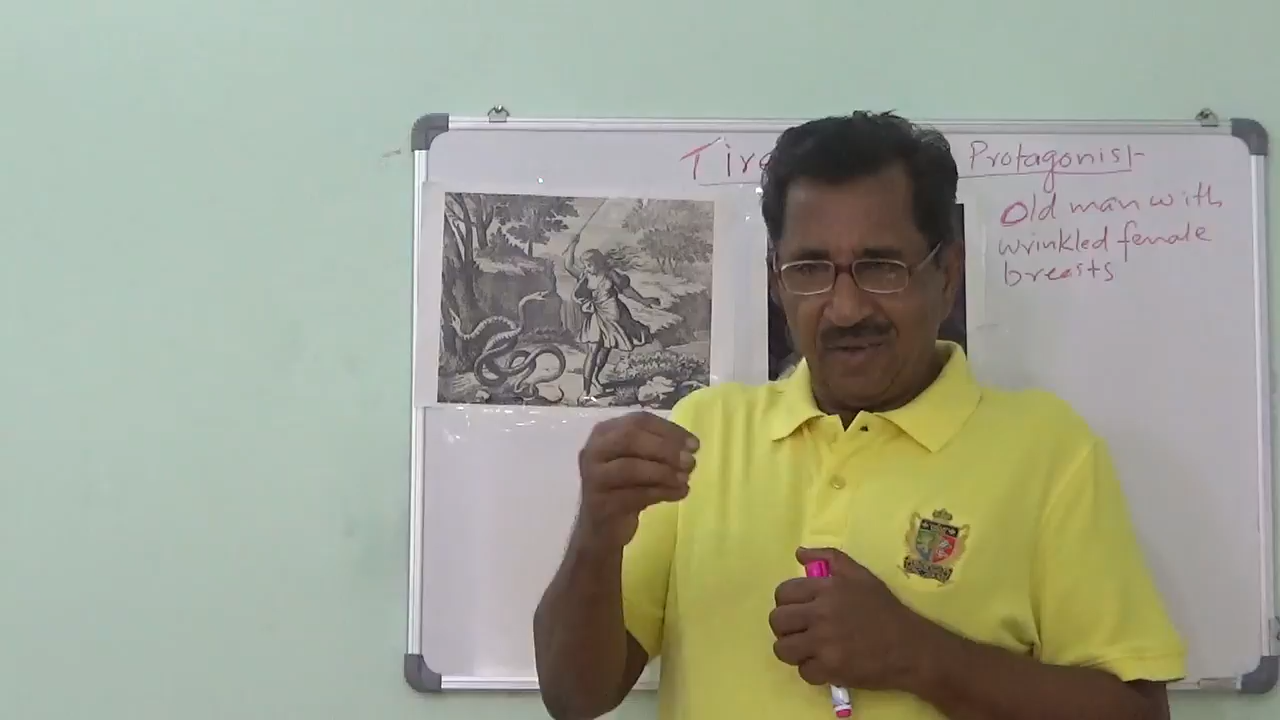 Protagonist
Old man with
wrinkled female
breasts